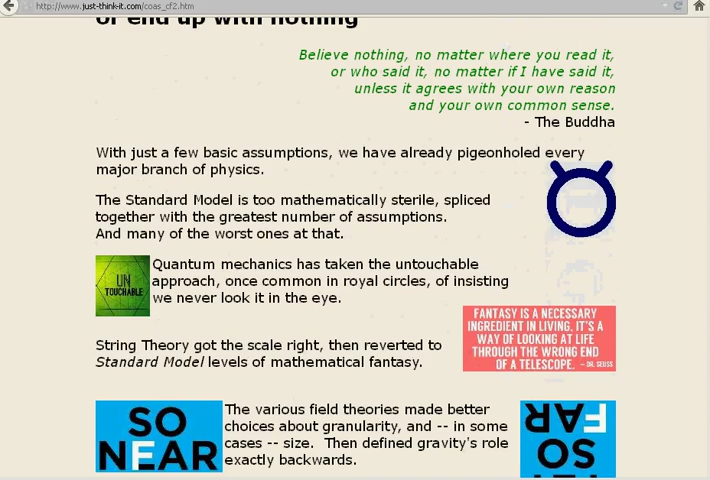 http://www.just-think-it.com/coas_cf2.htm
or end up with nothing
Believe nothing, no matter where you read it,
or who said it, no matter if I have said it,
unless it agrees with your own reason
and your own common sense.
- The Buddha
With just a few basic assumptions, we have already pigeonholed every
major branch of physics.
The Standard Model is too mathematically sterile, spliced
together with the greatest number of assumptions.
And many of the worst ones at that.
UN
TOUCHABLE
Quantum mechanics has taken the untouchable
approach, once common in royal circles, of insisting
we never look it in the eye.
FANTASY IS A NECESSARY
INGREDIENT IN LIVING. IT'S A
WAY OF LOOKING AT LIFE
THROUGH THE WRONG END
OF A TELESCOPE. – DR. SEUSS
String Theory got the scale right, then reverted to
Standard Model levels of mathematical fantasy.
SO
NEAR
The various field theories made better
choices about granularity, and -- in some
cases -- size.  Then defined gravity's role
exactly backwards.
FAR
SO